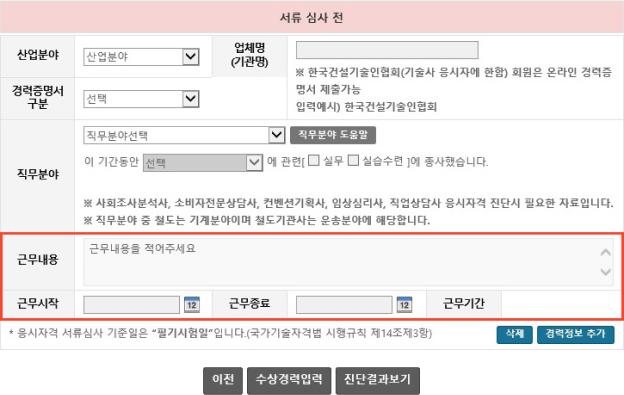 서류 심사 전
산업분야
산업분야
업체명
(기관명)
※ 한국건설기술인협회(기술사 응시자에 한함) 회원은 온라인 경력증
명서 제출가능
입력예시) 한국건설기술인협회
경력증명서
구분
선택
직무분야
직무분야선택
직무분야 도움말
이 기간동안 선택 에 관련[ 실무 실습수련 ]에 종사했습니다.
※ 사회조사분석사, 소비자전문상담사, 컨벤션기획사, 임상심리사, 직업상담사 응시자격 진단시 필요한 자료입니다.
※ 직무분야 중 철도는 기계분야이며 철도기관사는 운송분야에 해당합니다.
근무내용
근무내용을 적어주세요
근무시작
12
근무종료
12
근무기간
* 응시자격 서류심사 기준일은 "필기시험일"입니다.(국가기술자격법 시행규칙 제14조제3항)
삭제
경력정보 추가
이전
수상경력입력
진단결과보기